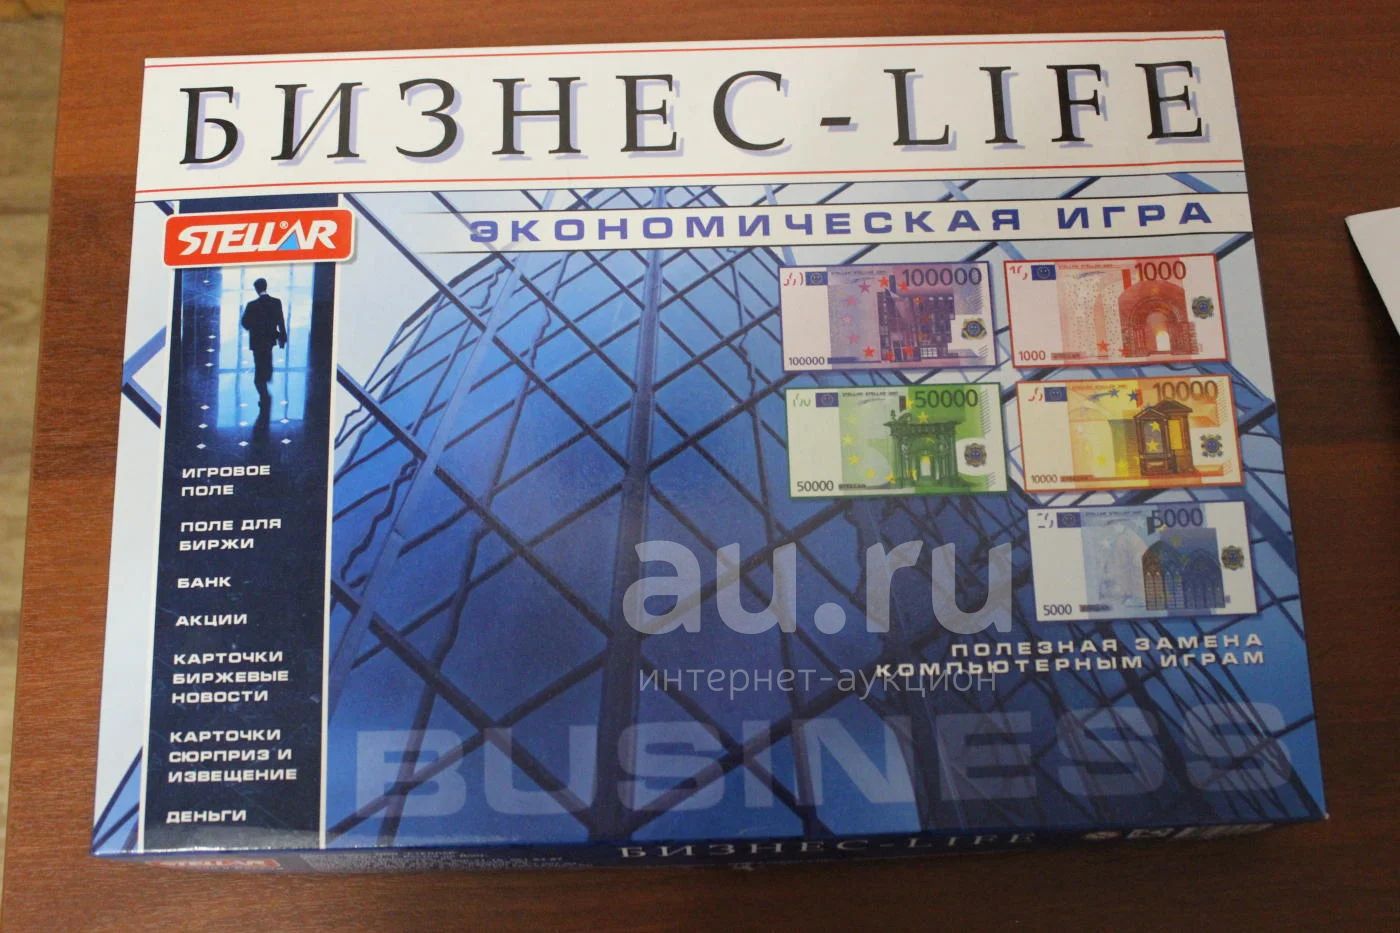 БИЗНЕС-LIFE
ЭКОНОМИЧЕСКАЯ ИГРА
STELLAR®
100000
100000
1000
1000
50000
50000
10000
10000
5000
5000
ИГРОВОЕ
ПОЛЕ
ПОЛЕ ДЛЯ
БИРЖИ
БАНК
АКЦИИ
КАРТОЧКИ
БИРЖЕВЫЕ
НОВОСТИ
КАРТОЧКИ
СЮРПРИЗ И
ИЗВЕЩЕНИЕ
ДЕНЬГИ
au.ru
интернет-аукцион
ПОЛЕЗНАЯ ЗАМЕНА
КОМПЬЮТЕРНЫМ ИГРАМ
BUSINESS
STELLAR
БИЗНЕС-LIFE